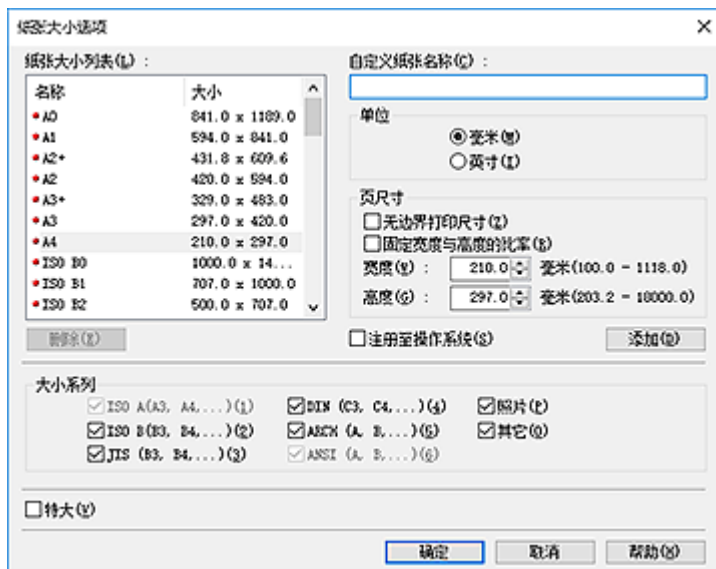 纸张大小选项
纸张大小列表(L) :
名称 大小
A0 841.0 x 1189.0
A1 594.0 x 841.0
A2+ 431.8 x 609.6
A2 420.0 x 594.0
A3+ 329.0 x 483.0
A3 297.0 x 420.0
A4 210.0 x 297.0
ISO B0 1000.0 x 14...
ISO B1 707.0 x 1000.0
ISO B2 500.0 x 707.0
删除(X)
自定义纸张名称(C) :
单位
毫米(M)
英寸(I)
页尺寸
无边界打印尺寸(Z)
固定宽度与高度的比率(R)
宽度(W) : 210.0 毫米(100.0 - 1118.0)
高度(G) : 297.0 毫米(203.2 - 18000.0)
注册至操作系统(S) 添加(D)
大小系列
ISO A(A3, A4,...)(1) DIN (C3, C4,...)(4) 照片(P)
ISO B(B3, B4,...)(2) ARCH (A, B,...)(5) 其它(O)
JIS (B3, B4,...)(3) ANSI (A, B,...)(6)
特大(V)
确定 取消 帮助(H)